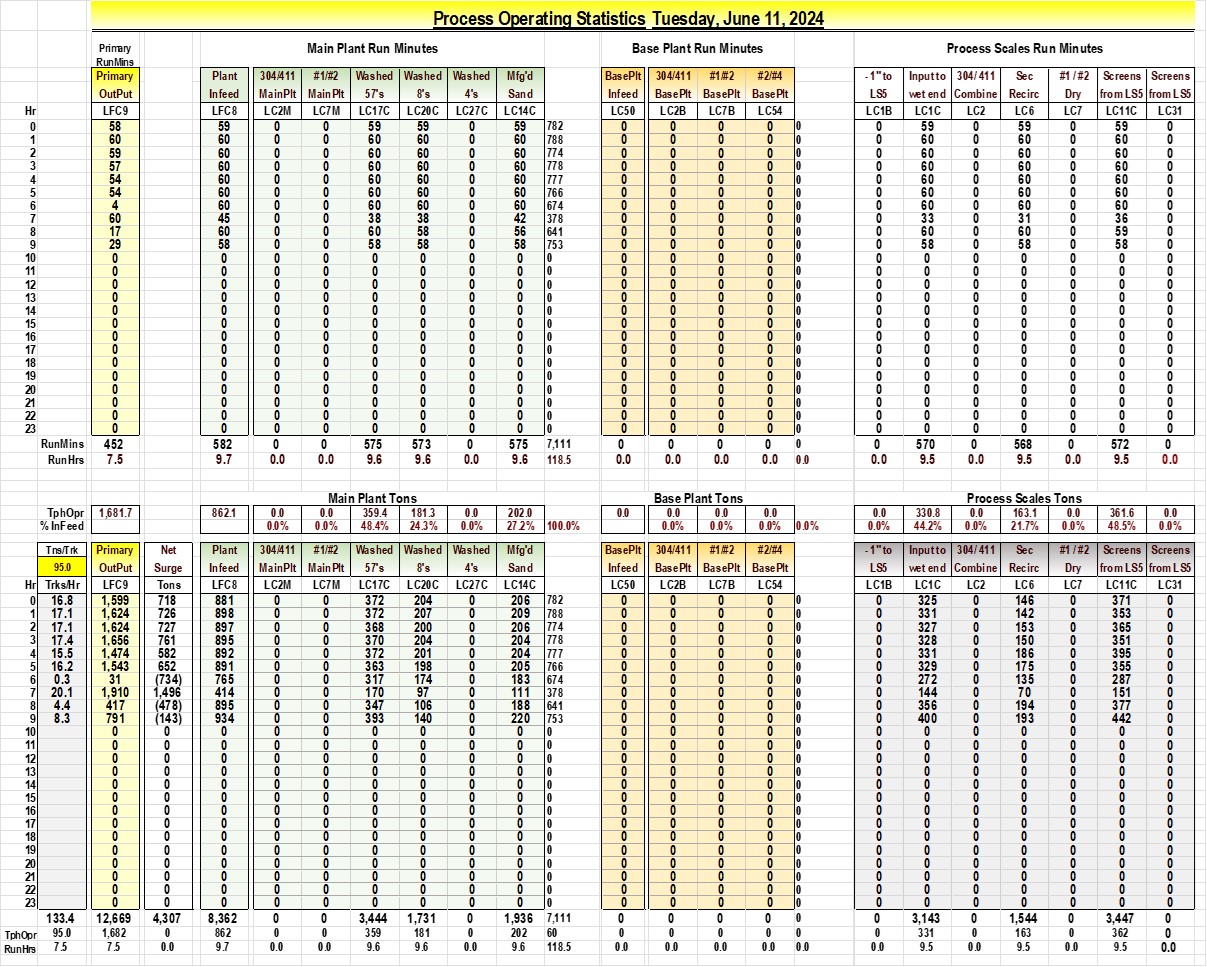 Process Operating Statistics Tuesday, June 11, 2024
Primary Main Plant Run Minutes Base Plant Run Minutes Process Scales Run Minutes
RunMins
Primary Plant 304/411 #1/#2 Washed Washed Washed Mfg'd BasePlt 304/411 #1/#2 #2/#4 - 1" to Input to 304/ 411 Sec #1 / #2 Screens Screens
OutPut Infeed MainPlt MainPlt 57's 8's 4's Sand Infeed BasePlt BasePlt BasePlt LS5 wet end Combine Recirc Dry from LS5 from LS5
Hr LFC9 LFC8 LC2M LC7M LC17C LC20C LC27C LC14C LC50 LC2B LC7B LC54 LC1B LC1C LC2 LC6 LC7 LC11C LC31
0 58 59 0 0 59 59 0 59 782 0 0 0 0 0 0 59 0 59 0 59 0
1 60 60 0 0 60 60 0 60 788 0 0 0 0 0 0 60 0 60 0 60 0
2 59 60 0 0 60 60 0 60 774 0 0 0 0 0 0 60 0 60 0 60 0
3 57 60 0 0 60 60 0 60 778 0 0 0 0 0 0 60 0 60 0 60 0
4 54 60 0 0 60 60 0 60 777 0 0 0 0 0 0 60 0 60 0 60 0
5 54 60 0 0 60 60 0 60 766 0 0 0 0 0 0 60 0 60 0 60 0
6 4 60 0 0 60 60 0 60 674 0 0 0 0 0 0 60 0 60 0 60 0
7 60 45 0 0 38 38 0 42 378 0 0 0 0 0 0 33 0 31 0 36 0
8 17 60 0 0 60 58 0 56 641 0 0 0 0 0 0 60 0 60 0 59 0
9 29 58 0 0 58 58 0 58 753 0 0 0 0 0 0 58 0 58 0 58 0
10 0 0 0 0 0 0 0 0 0 0 0 0 0 0 0 0 0 0 0 0 0
11 0 0 0 0 0 0 0 0 0 0 0 0 0 0 0 0 0 0 0 0 0
12 0 0 0 0 0 0 0 0 0 0 0 0 0 0 0 0 0 0 0 0 0
13 0 0 0 0 0 0 0 0 0 0 0 0 0 0 0 0 0 0 0 0 0
14 0 0 0 0 0 0 0 0 0 0 0 0 0 0 0 0 0 0 0 0 0
15 0 0 0 0 0 0 0 0 0 0 0 0 0 0 0 0 0 0 0 0 0
16 0 0 0 0 0 0 0 0 0 0 0 0 0 0 0 0 0 0 0 0 0
17 0 0 0 0 0 0 0 0 0 0 0 0 0 0 0 0 0 0 0 0 0
18 0 0 0 0 0 0 0 0 0 0 0 0 0 0 0 0 0 0 0 0 0
19 0 0 0 0 0 0 0 0 0 0 0 0 0 0 0 0 0 0 0 0 0
20 0 0 0 0 0 0 0 0 0 0 0 0 0 0 0 0 0 0 0 0 0
21 0 0 0 0 0 0 0 0 0 0 0 0 0 0 0 0 0 0 0 0 0
22 0 0 0 0 0 0 0 0 0 0 0 0 0 0 0 0 0 0 0 0 0
23 0 0 0 0 0 0 0 0 0 0 0 0 0 0 0 0 0 0 0 0 0
RunMins 452 582 0 0 575 573 0 575 7,111 0 0 0 0 0 0 570 0 568 0 572 0
RunHrs 7.5 9.7 0.0 0.0 9.6 9.6 0.0 9.6 118.5 0.0 0.0 0.0 0.0 0.0 0.0 9.5 0.0 9.5 0.0 9.5 0.0
Main Plant Tons Base Plant Tons Process Scales Tons
TphOpr 1,681.7 862.1 0.0 0.0 359.4 181.3 0.0 202.0 0.0 0.0 0.0 0.0 0.0 330.8 0.0 163.1 0.0 361.6 0.0
% InFeed 0.0% 0.0% 48.4% 24.3% 0.0% 27.2% 100.0% 0.0% 0.0% 0.0% 0.0% 0.0% 44.2% 0.0% 21.7% 0.0% 48.5% 0.0%
Tns/Trk Primary Net Plant 304/411 #1/#2 Washed Washed Washed Mfg'd BasePlt 304/411 #1/#2 #2/#4 - 1" to Input to 304/ 411 Sec #1 / #2 Screens Screens
95.0 OutPut Surge Infeed MainPlt MainPlt 57's 8's 4's Sand Infeed BasePlt BasePlt BasePlt LS5 wet end Combine Recirc Dry from LS5 from LS5
Hr Trks/Hr LFC9 Tons LFC8 LC2M LC7M LC17C LC20C LC27C LC14C LC50 LC2B LC7B LC54 LC1B LC1C LC2 LC6 LC7 LC11C LC31
0 16.8 1,599 718 881 0 0 372 204 0 206 782 0 0 0 0 0 0 325 0 146 0 371 0
1 17.1 1,624 726 898 0 0 372 207 0 209 788 0 0 0 0 0 0 331 0 142 0 353 0
2 17.1 1,624 727 897 0 0 368 200 0 206 774 0 0 0 0 0 0 327 0 153 0 365 0
3 17.4 1,656 761 895 0 0 370 204 0 204 778 0 0 0 0 0 0 328 0 150 0 351 0
4 15.5 1,474 582 892 0 0 372 201 0 204 777 0 0 0 0 0 0 331 0 186 0 395 0
5 16.2 1,543 652 891 0 0 363 198 0 205 766 0 0 0 0 0 0 329 0 175 0 355 0
6 0.3 31 (734) 765 0 0 317 174 0 183 674 0 0 0 0 0 0 272 0 135 0 287 0
7 20.1 1,910 1,496 414 0 0 170 97 0 111 378 0 0 0 0 0 0 144 0 70 0 151 0
8 4.4 417 (478) 895 0 0 347 106 0 188 641 0 0 0 0 0 0 356 0 194 0 377 0
9 8.3 791 (143) 934 0 0 393 140 0 220 753 0 0 0 0 0 0 400 0 193 0 442 0
10 0 0 0 0 0 0 0 0 0 0 0 0 0 0 0 0 0 0 0 0 0 0
11 0 0 0 0 0 0 0 0 0 0 0 0 0 0 0 0 0 0 0 0 0 0
12 0 0 0 0 0 0 0 0 0 0 0 0 0 0 0 0 0 0 0 0 0 0
13 0 0 0 0 0 0 0 0 0 0 0 0 0 0 0 0 0 0 0 0 0 0
14 0 0 0 0 0 0 0 0 0 0 0 0 0 0 0 0 0 0 0 0 0 0
15 0 0 0 0 0 0 0 0 0 0 0 0 0 0 0 0 0 0 0 0 0 0
16 0 0 0 0 0 0 0 0 0 0 0 0 0 0 0 0 0 0 0 0 0 0
17 0 0 0 0 0 0 0 0 0 0 0 0 0 0 0 0 0 0 0 0 0 0
18 0 0 0 0 0 0 0 0 0 0 0 0 0 0 0 0 0 0 0 0 0 0
19 0 0 0 0 0 0 0 0 0 0 0 0 0 0 0 0 0 0 0 0 0 0
20 0 0 0 0 0 0 0 0 0 0 0 0 0 0 0 0 0 0 0 0 0 0
21 0 0 0 0 0 0 0 0 0 0 0 0 0 0 0 0 0 0 0 0 0 0
22 0 0 0 0 0 0 0 0 0 0 0 0 0 0 0 0 0 0 0 0 0 0
23 0 0 0 0 0 0 0 0 0 0 0 0 0 0 0 0 0 0 0 0 0 0
133.4 12,669 4,307 8,362 0 0 3,444 1,731 0 1,936 7,111 0 0 0 0 0 0 3,143 0 1,544 0 3,447 0
TphOpr 95.0 1,682 0 862 0 0 359 181 0 202 60 0 0 0 0 0 0 331 0 163 0 362 0
RunHrs 7.5 7.5 0.0 9.7 0.0 0.0 9.6 9.6 0.0 9.6 118.5 0.0 0.0 0.0 0.0 0.0 0.0 9.5 0.0 9.5 0.0 9.5 0.0